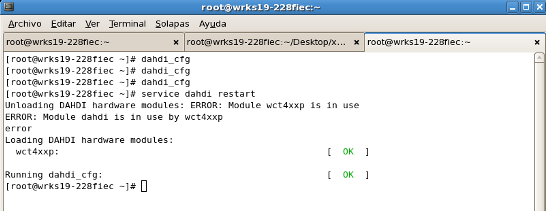 root@wrks19-228fiec:~
Archivo Editar Ver Terminal Solapas Ayuda
root@wrks19-228fiec:~ root@wrks19-228fiec:~/Desktop/x... root@wrks19-228fiec:~
[root@wrks19-228fiec ~]# dahdi_cfg
[root@wrks19-228fiec ~]# dahdi_cfg
[root@wrks19-228fiec ~]# dahdi_cfg
[root@wrks19-228fiec ~]# service dahdi restart
Unloading DAHDI hardware modules: ERROR: Module wct4xxp is in use
ERROR: Module dahdi is in use by wct4xxp
error
Loading DAHDI hardware modules:
  wct4xxp:                                                 [  OK  ]
Running dahdi_cfg:                                         [  OK  ]
[root@wrks19-228fiec ~]#